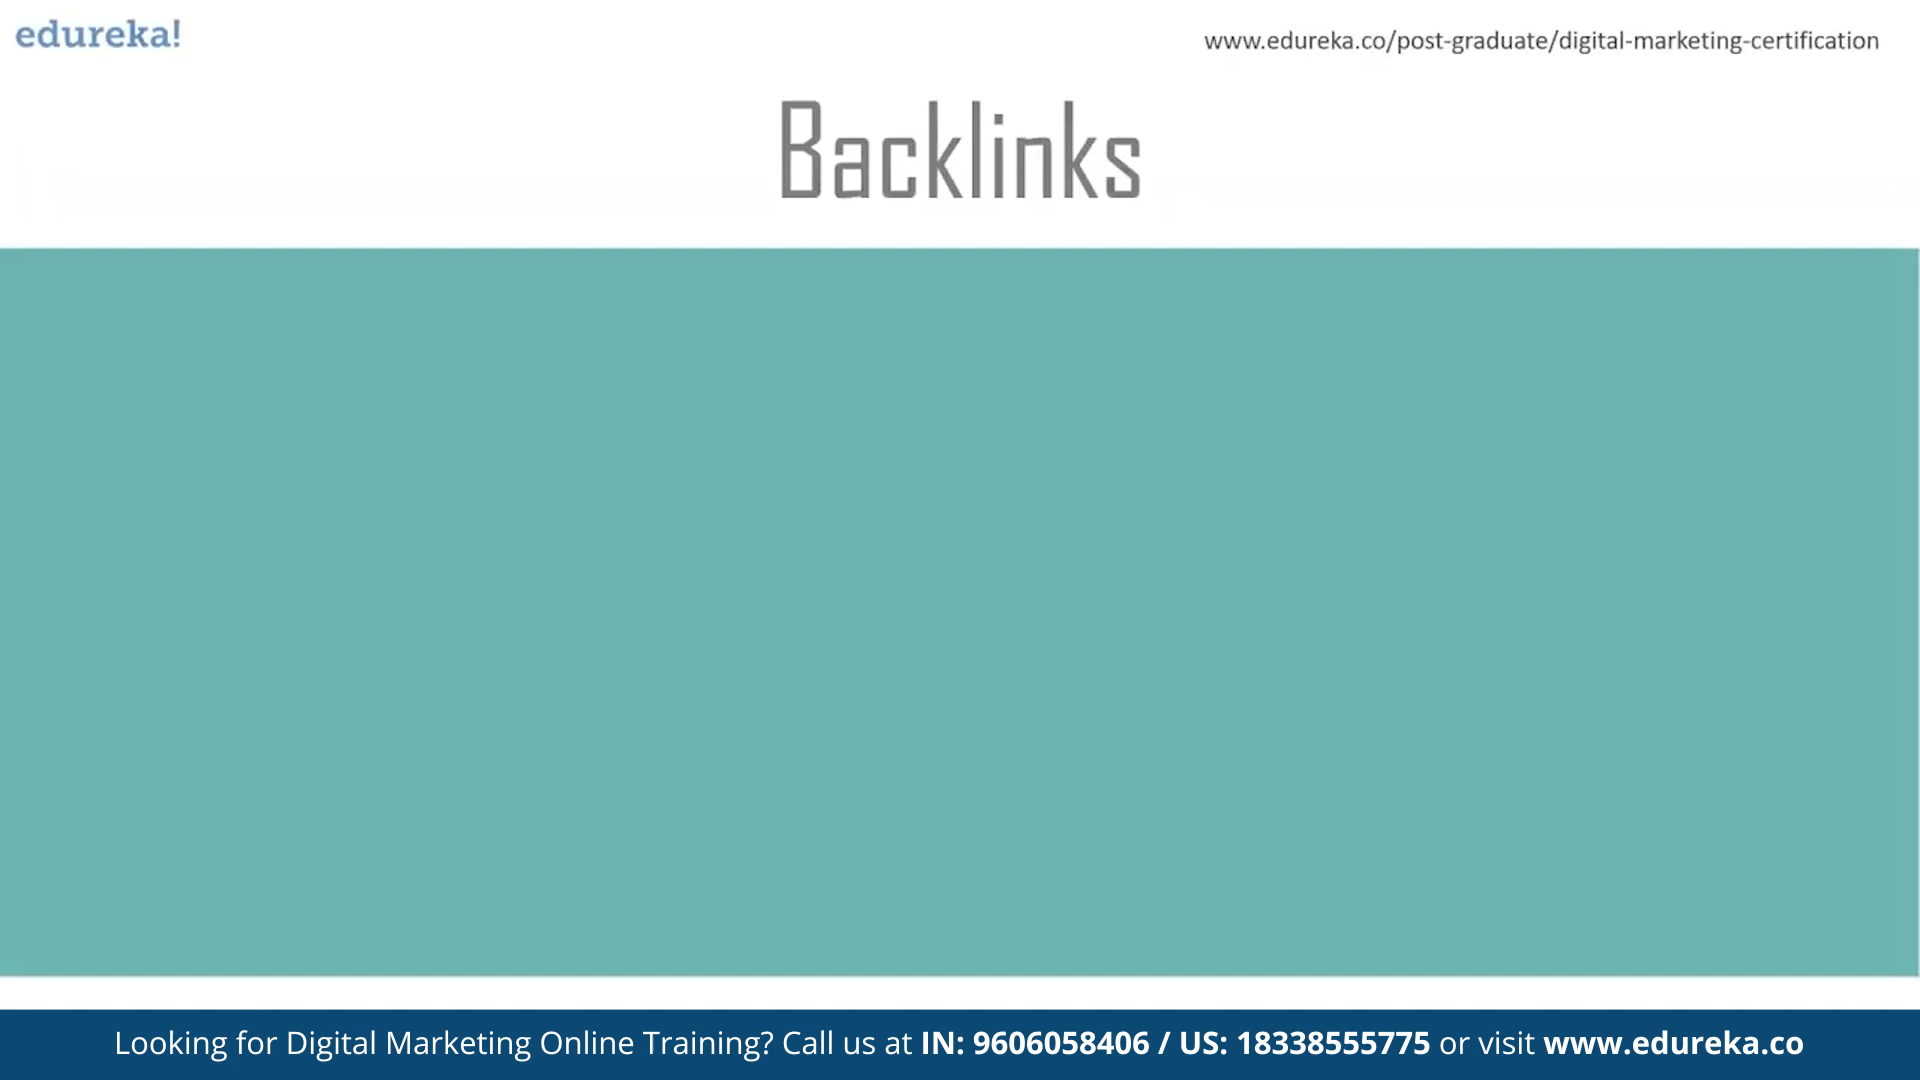 edureka!
www.edureka.co/post-graduate/digital-marketing-certification
Backlinks
Looking for Digital Marketing Online Training? Call us at IN: 9606058406 / US: 18338555775 or visit www.edureka.co